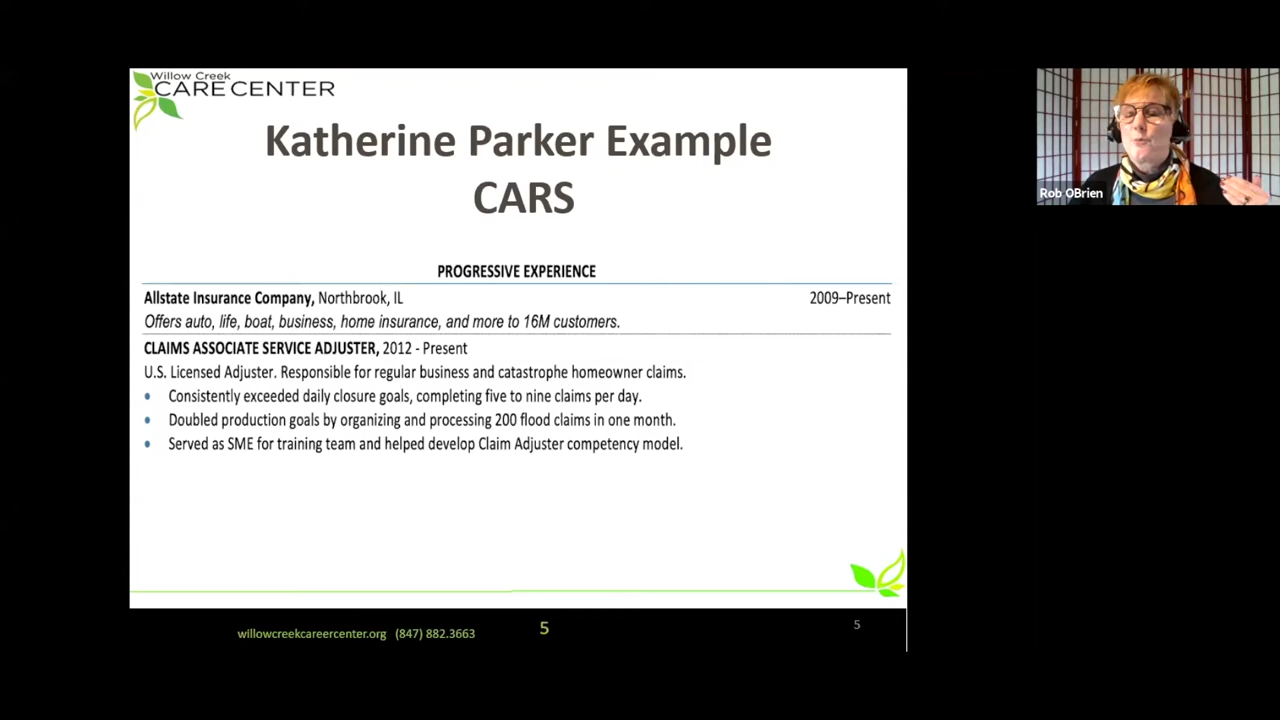 Willow Creek
CARE CENTER
Katherine Parker Example
CARS
PROGRESSIVE EXPERIENCE
Allstate Insurance Company, Northbrook, IL 2009–Present
Offers auto, life, boat, business, home insurance, and more to 16M customers.
CLAIMS ASSOCIATE SERVICE ADJUSTER, 2012 - Present
U.S. Licensed Adjuster. Responsible for regular business and catastrophe homeowner claims.
• Consistently exceeded daily closure goals, completing five to nine claims per day.
• Doubled production goals by organizing and processing 200 flood claims in one month.
• Served as SME for training team and helped develop Claim Adjuster competency model.
willowcreekcareercenter.org (847) 882.3663 5 5
Rob OBrien